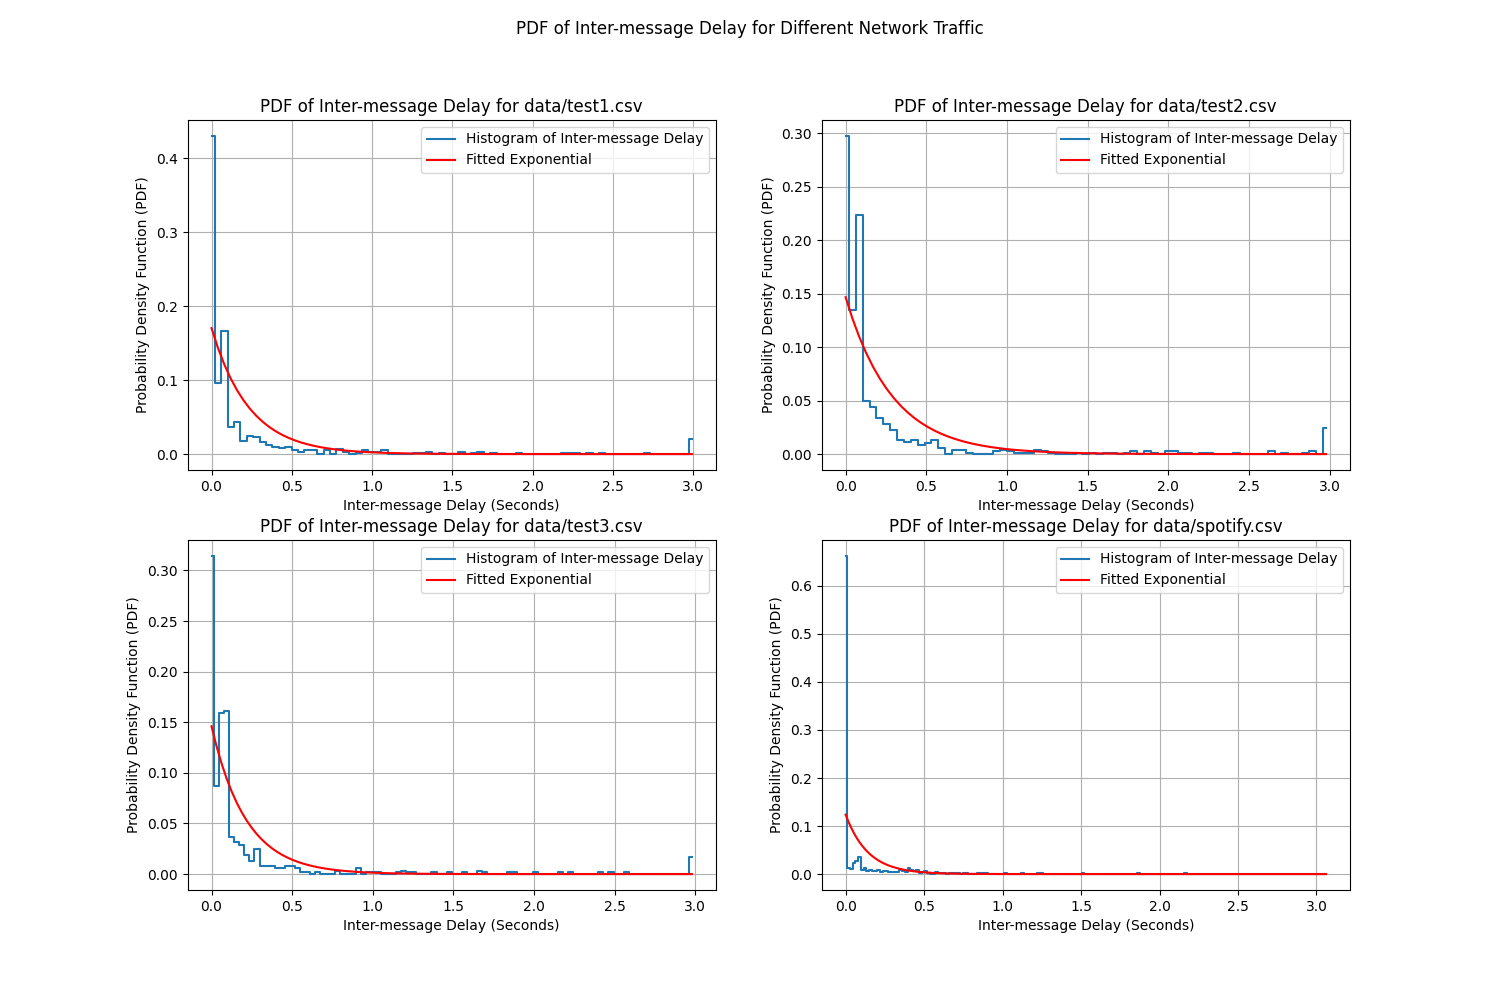 PDF of Inter-message Delay for Different Network Traffic
PDF of Inter-message Delay for data/test1.csv
Histogram of Inter-message Delay
Fitted Exponential
Probability Density Function (PDF)
0.4
0.3
0.2
0.1
0.0
0.0 0.5 1.0 1.5 2.0 2.5 3.0
Inter-message Delay (Seconds)
PDF of Inter-message Delay for data/test2.csv
Histogram of Inter-message Delay
Fitted Exponential
Probability Density Function (PDF)
0.30
0.25
0.20
0.15
0.10
0.05
0.00
0.0 0.5 1.0 1.5 2.0 2.5 3.0
Inter-message Delay (Seconds)
PDF of Inter-message Delay for data/test3.csv
Histogram of Inter-message Delay
Fitted Exponential
Probability Density Function (PDF)
0.30
0.25
0.20
0.15
0.10
0.05
0.00
0.0 0.5 1.0 1.5 2.0 2.5 3.0
Inter-message Delay (Seconds)
PDF of Inter-message Delay for data/spotify.csv
Histogram of Inter-message Delay
Fitted Exponential
Probability Density Function (PDF)
0.6
0.5
0.4
0.3
0.2
0.1
0.0
0.0 0.5 1.0 1.5 2.0 2.5 3.0
Inter-message Delay (Seconds)